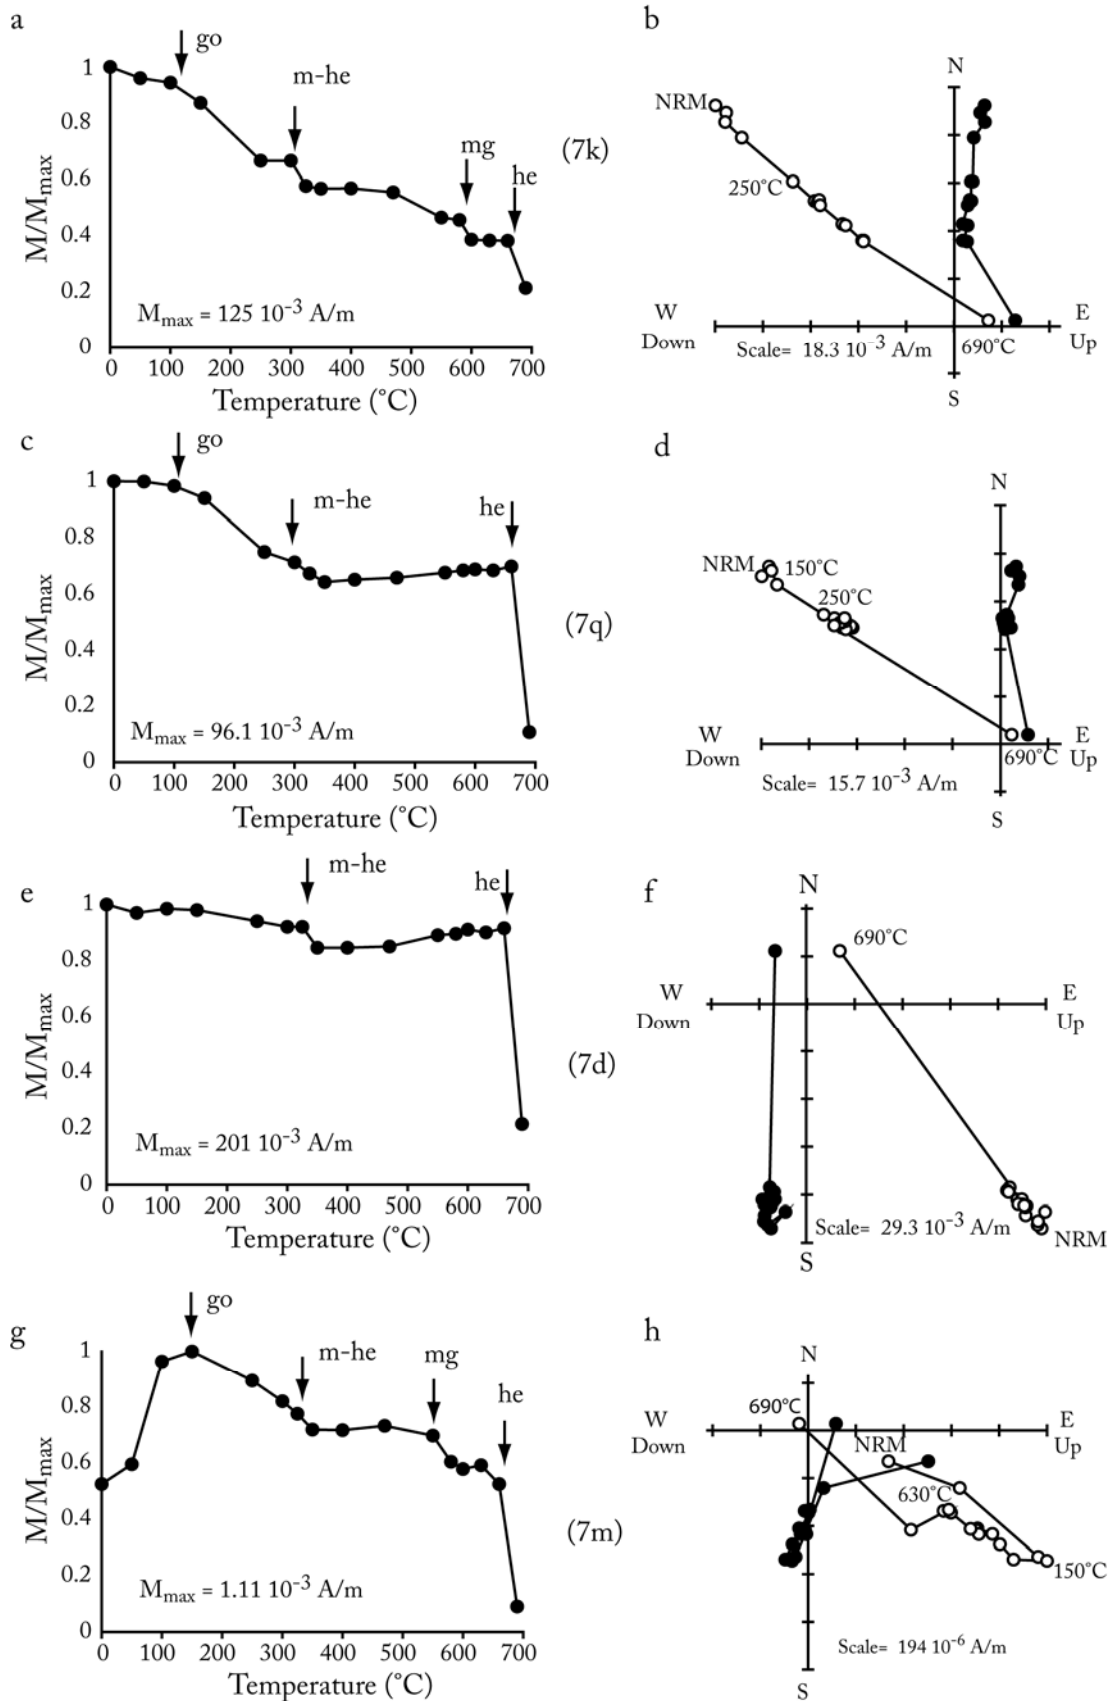 a
b
go
N
1
m-he
NRM
0.8
(7k)
mg
0.6
he
250°C
M/Mmax
0.4
0.2
Mmax = 125 10⁻³ A/m
W
E
Down
Scale= 18.3 10⁻³ A/m
690°C
Up
0
0 100 200 300 400 500 600 700
Temperature (°C)
S
c
go
d
1
N
m-he
he
0.8
NRM
150°C
250°C
0.6
(7q)
M/Mmax
0.4
0.2
Mmax = 96.1 10⁻³ A/m
W
E
Down
690°C
Up
0
Scale= 15.7 10⁻³ A/m
0 100 200 300 400 500 600 700
Temperature (°C)
S
m-he
e
he
f
N
1
690°C
0.8
W
E
Down
Up
0.6
M/Mmax
(7d)
0.4
0.2
Mmax = 201 10⁻³ A/m
0
Scale= 29.3 10⁻³ A/m
NRM
0 100 200 300 400 500 600 700
Temperature (°C)
S
go
g
h
1
m-he
mg
N
he
690°C
0.8
W
E
Down
NRM
Up
0.6
630°C
M/Mmax
(7m)
0.4
150°C
0.2
Mmax = 1.11 10⁻³ A/m
0
Scale= 194 10⁻⁶ A/m
0 100 200 300 400 500 600 700
Temperature (°C)
S